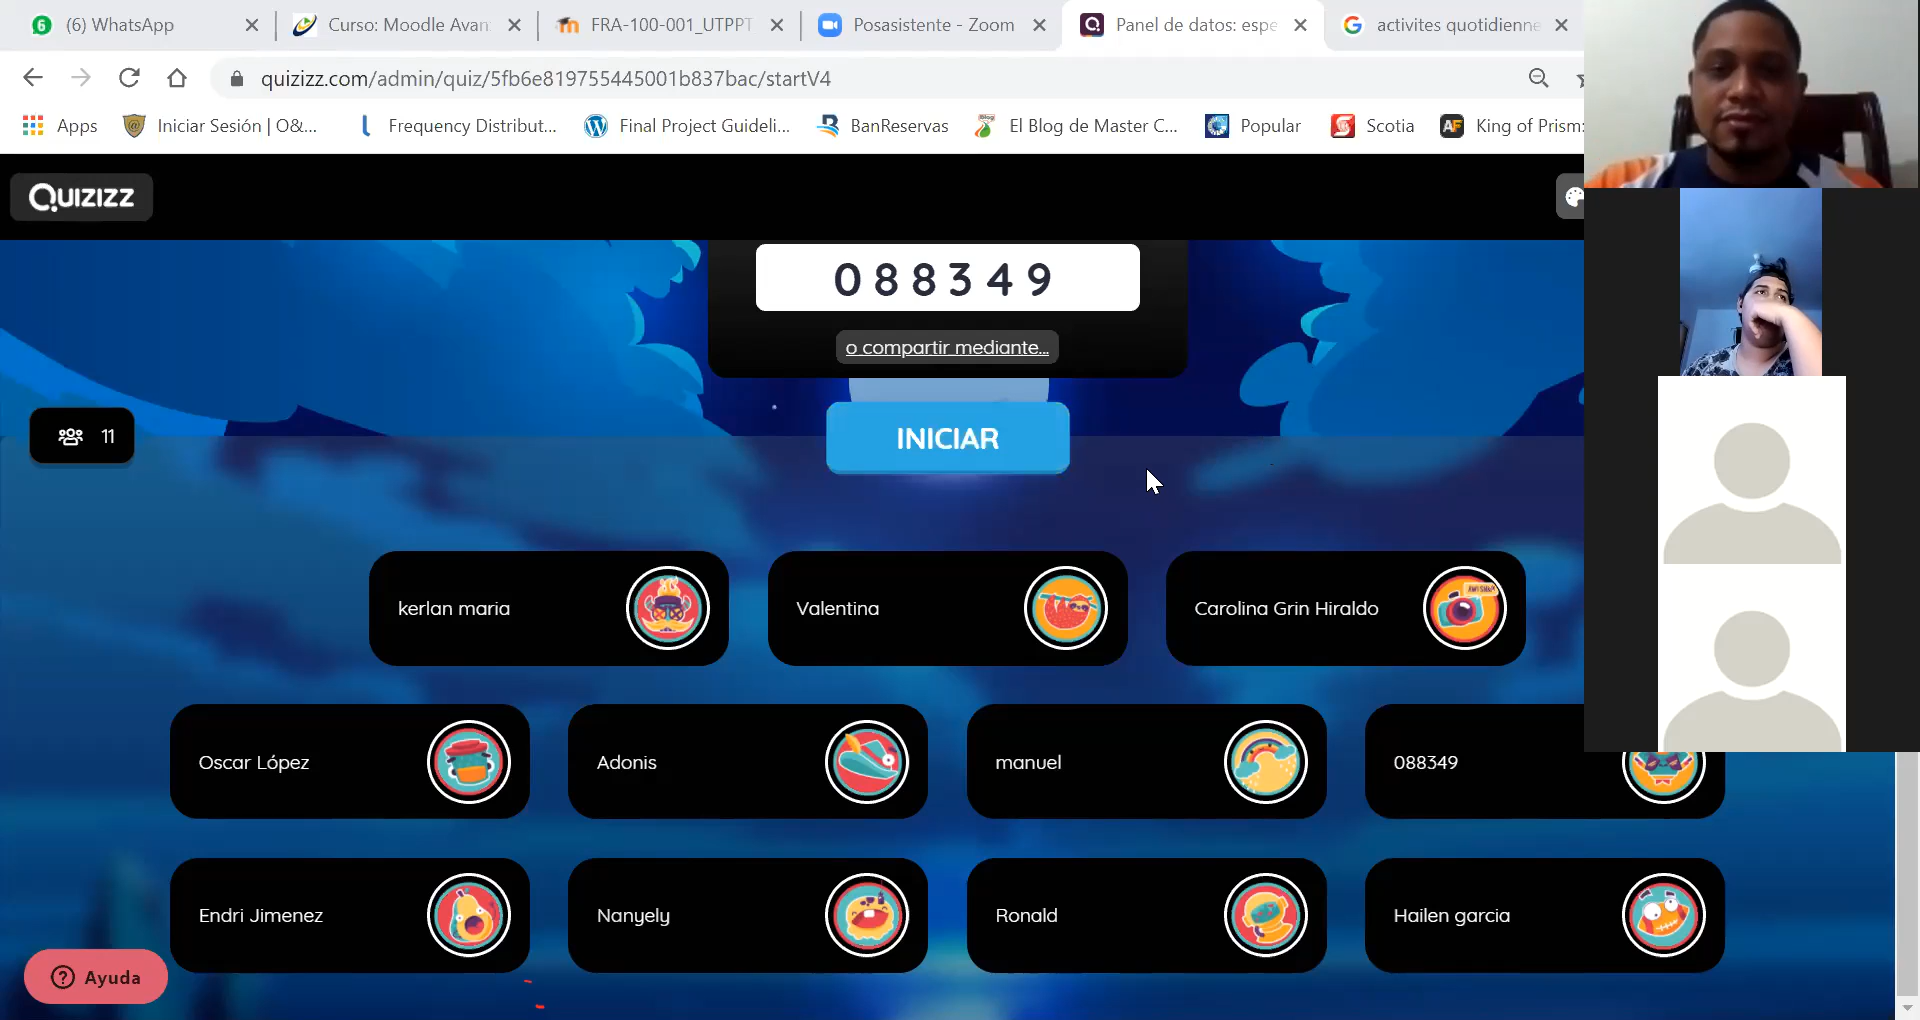 (6) WhatsApp
Curso: Moodle Avan
FRA-100-001_UTPPT
Posasistente - Zoom
Panel de datos: espe
activites quotidienne
quizizz.com/admin/quiz/5fb6e819755445001b837bac/startV4
Apps
Iniciar Sesión | O&...
Frequency Distribut...
Final Project Guideli...
BanReservas
El Blog de Master C...
Popular
Scotia
King of Prism:
Quizizz
088349
o compartir mediante...
11
INICIAR
kerlan maria
Valentina
Carolina Grin Hiraldo
Oscar López
Adonis
manuel
088349
Endri Jimenez
Nanyely
Ronald
Hailen garcia
Ayuda